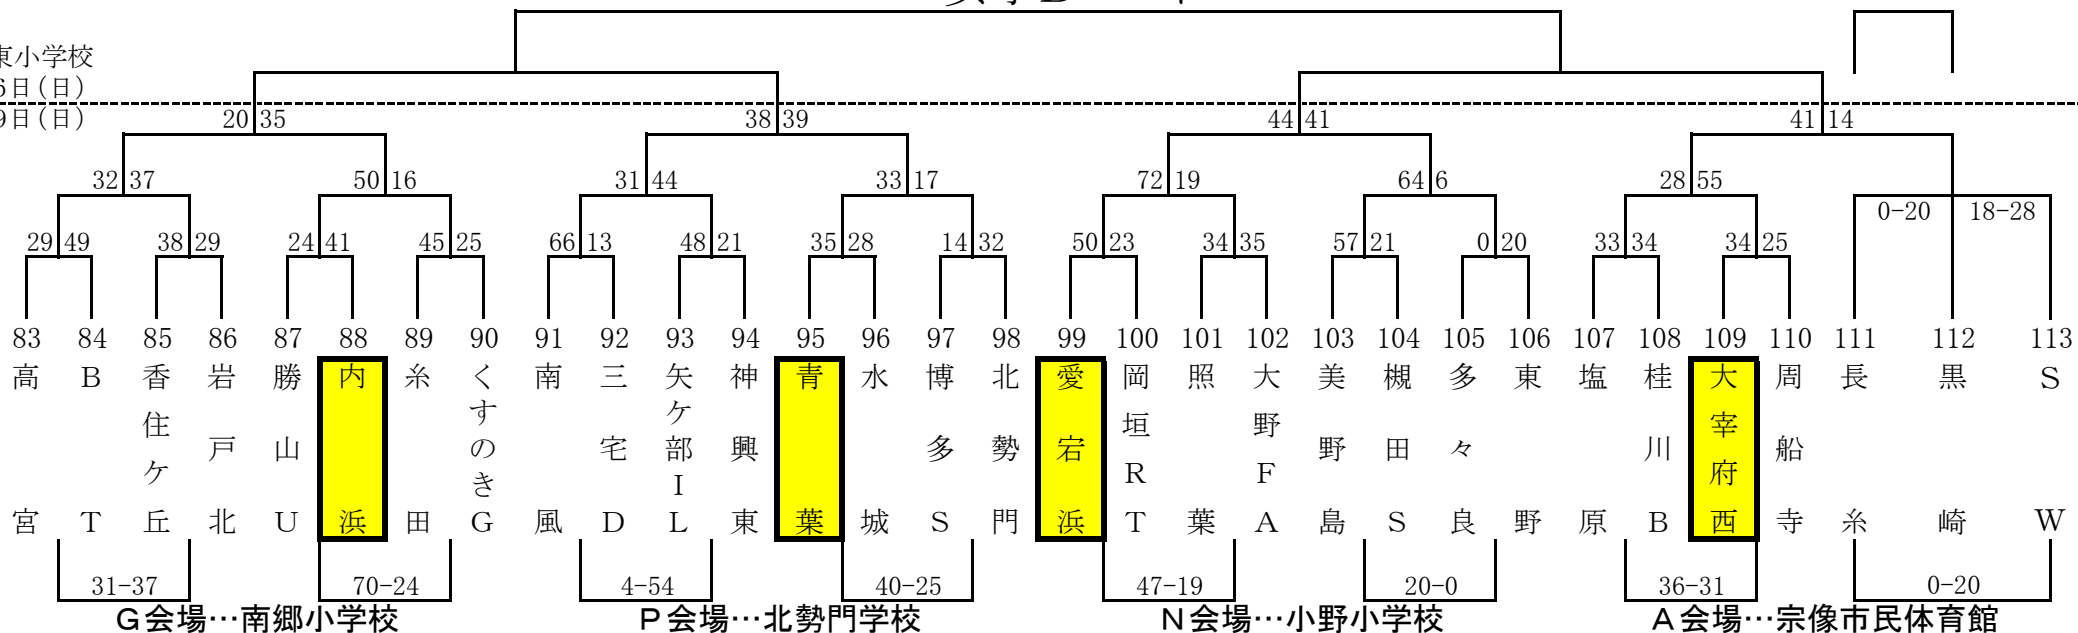 東小学校
6日(日)
9日(日)
20 35 38 39 44 41 41 14
32 37 50 16 31 44 33 17 72 19 64 6 28 55
0-20 18-28
29 49 38 29 24 41 45 25 66 13 48 21 35 28 14 32 50 23 34 35 57 21 0 20 33 34 34 25
83 84 85 86 87 88 89 90 91 92 93 94 95 96 97 98 99 100 101 102 103 104 105 106 107 108 109 110 111 112 113
高宮
BT
香住ケ丘
岩戸北
勝山U
内浜
糸田
くすのきG
南風
三宅D
矢ケ部IL
神興東
青葉
水城
博多S
北勢門
愛宕浜
岡垣RT
照葉
大野FA
美野島
槻田S
多々良
東野
塩原
桂川B
大宰府西
周船寺
長糸
黒崎
SW
31-37 70-24 4-54 40-25 47-19 20-0 36-31 0-20
G会場…南郷小学校 P会場…北勢門学校 N会場…小野小学校 A会場…宗像市民体育館